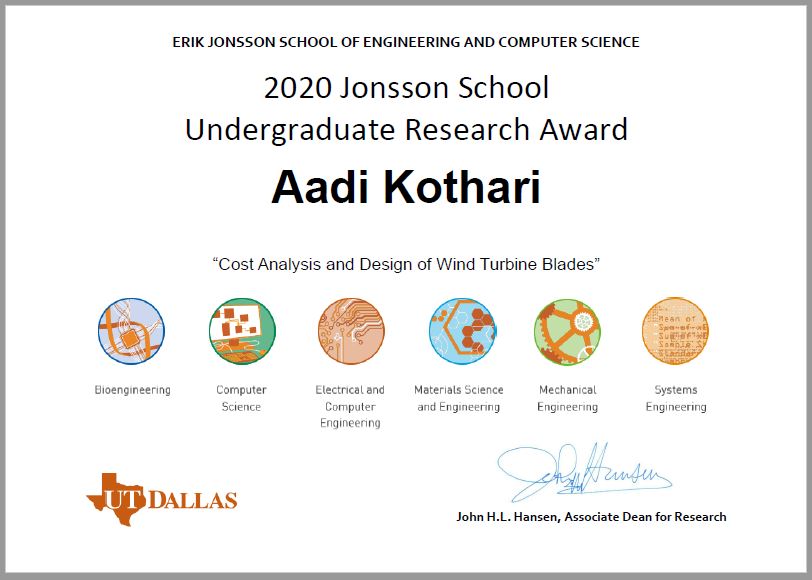 ERIK JONSSON SCHOOL OF ENGINEERING AND COMPUTER SCIENCE
2020 Jonsson School
Undergraduate Research Award
Aadi Kothari
“Cost Analysis and Design of Wind Turbine Blades”
Mean of
Bioengineering
Computer
Science
Electrical and
Computer
Engineering
Materials Science
and Engineering
Mechanical
Engineering
Systems
Engineering
UT DALLAS
John H.L. Hansen, Associate Dean for Research